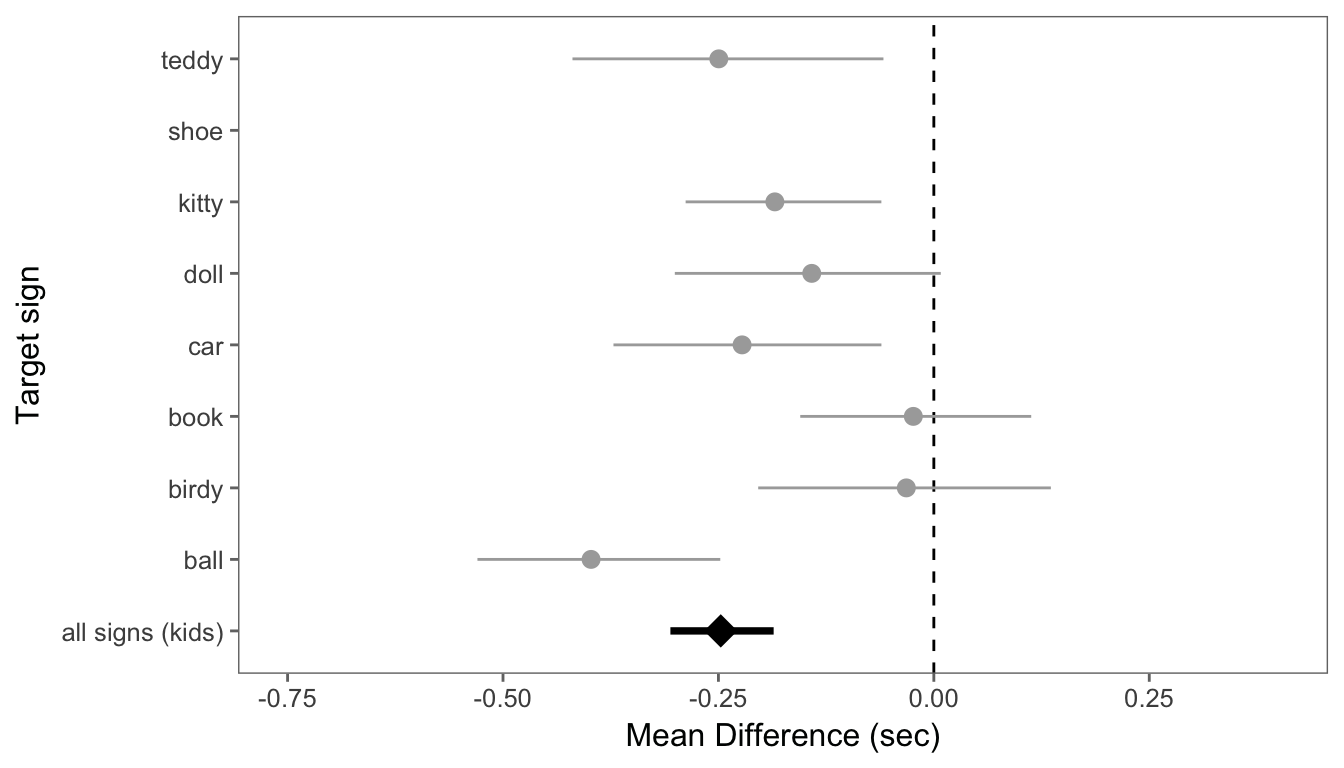 teddy
shoe
kitty
doll
car
book
birdy
ball
all signs (kids)
Target sign
-0.75 -0.50 -0.25 0.00 0.25
Mean Difference (sec)